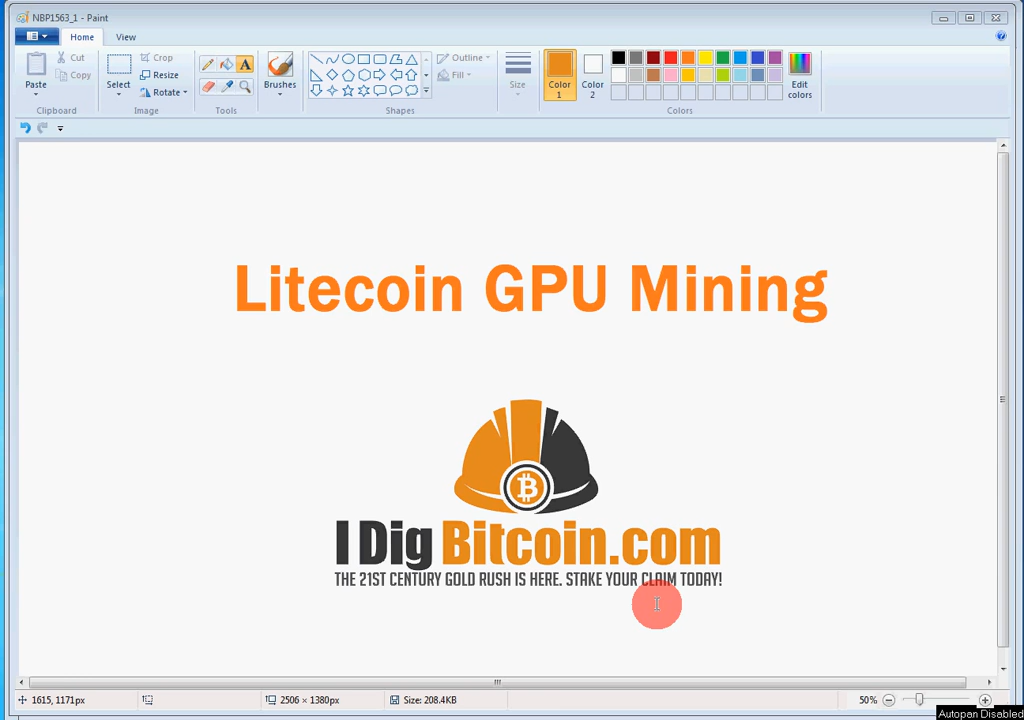 NBP1563_1 - Paint
Home View
Paste
Cut
Copy
Clipboard
Select
Crop
Resize
Rotate
Image
A
Tools
Brushes
Outline
Fill
Shapes
Size
Color 1
Color 2
Edit colors
Colors
Litecoin GPU Mining
B
I Dig Bitcoin.com
THE 21ST CENTURY GOLD RUSH IS HERE. STAKE YOUR CLAIM TODAY!
1615, 1171px
2506 × 1380px
Size: 208.4KB
50%
Autopan Disabled